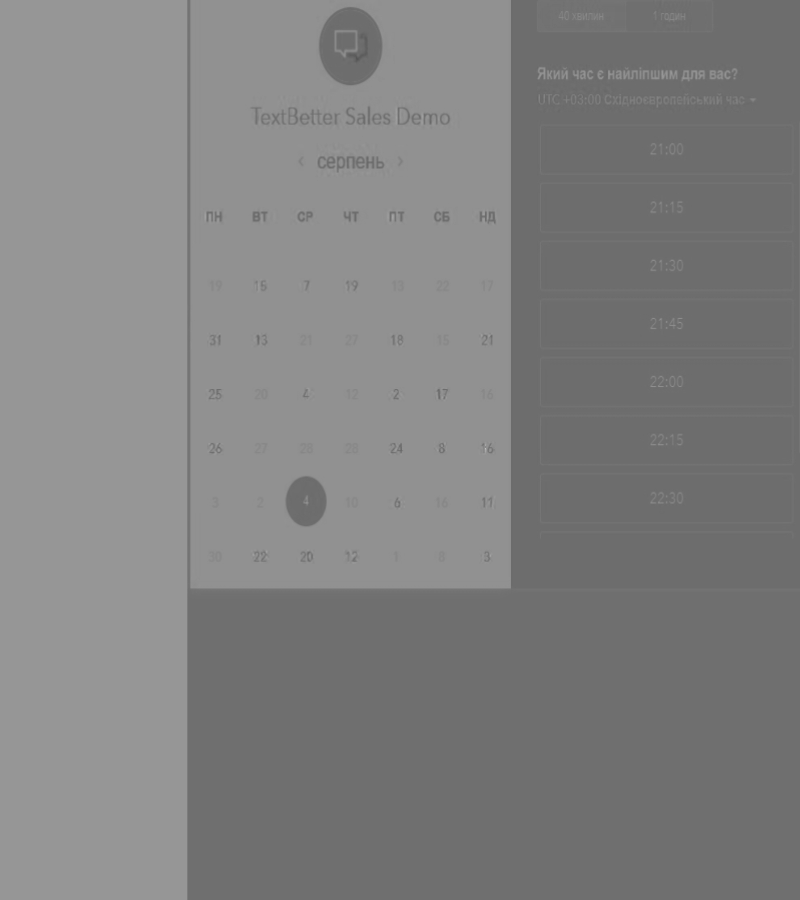 TextBetter Sales Demo
‹ серпень ›
ПН ВТ СР ЧТ ПТ СБ НД
19 15 7 19 13 22 17
31 13 21 27 18 15 21
25 20 4 12 2 17 16
26 27 28 28 24 8 16
3 2 4 10 6 16 11
30 22 20 12 1 8 3
40 хвилин 1 годин
Який час є найліпшим для вас?
UTC +03:00 Східноєвропейський час
21:00
21:15
21:30
21:45
22:00
22:15
22:30